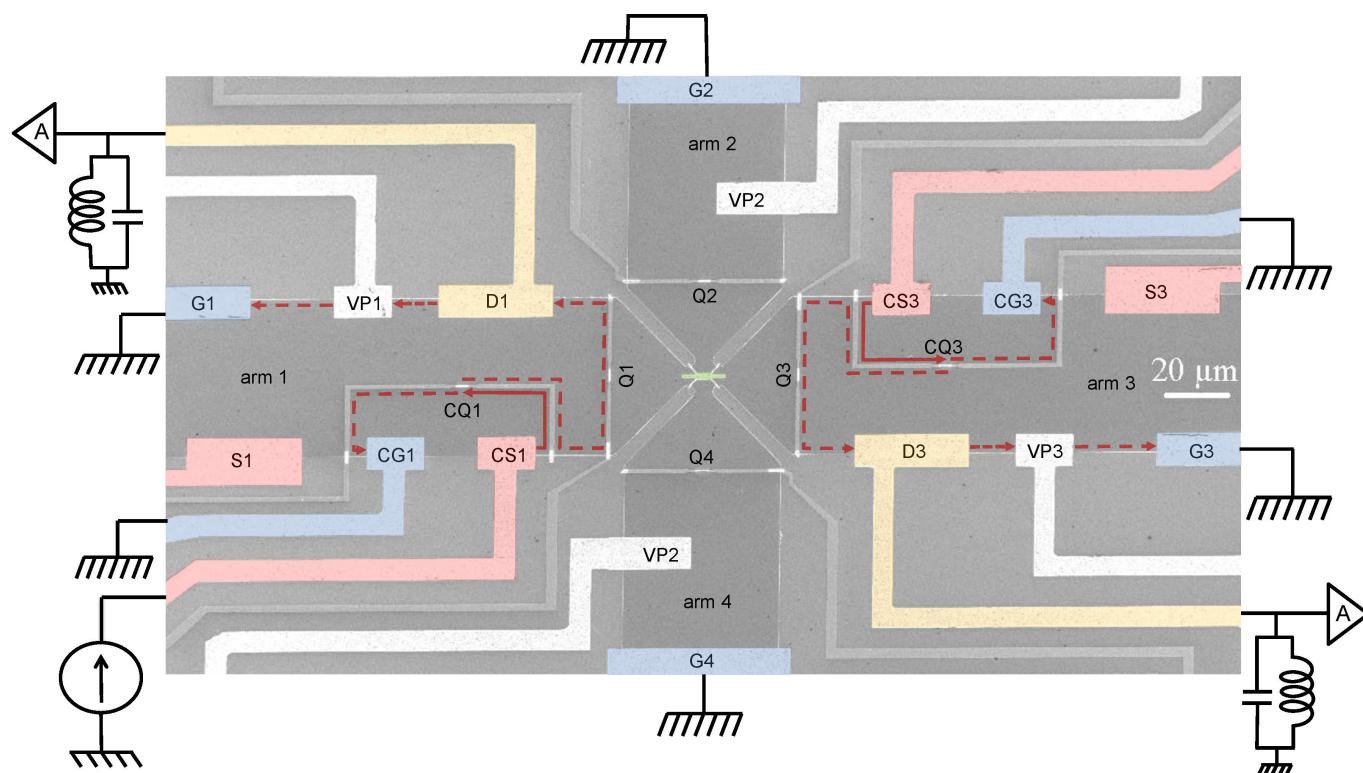 G2
A
arm 2
VP2
CS3
CG3
S3
G1
VP1
D1
Q2
CQ3
arm 1
Q1
Q3
arm 3
20 μm
CQ1
S1
CG1
CS1
Q4
D3
VP3
G3
VP2
arm 4
A
G4